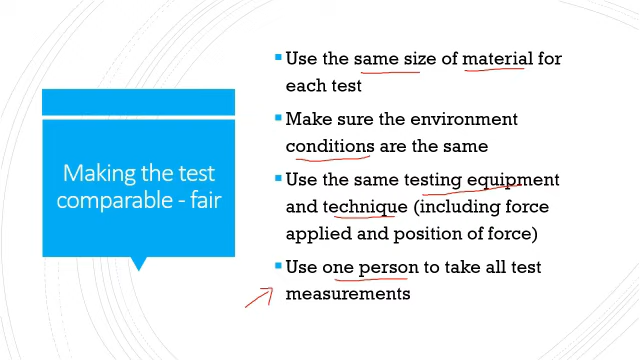 Making the test
comparable - fair
▪ Use the same size of material for
each test
▪ Make sure the environment
conditions are the same
▪ Use the same testing equipment
and technique (including force
applied and position of force)
▪ Use one person to take all test
measurements